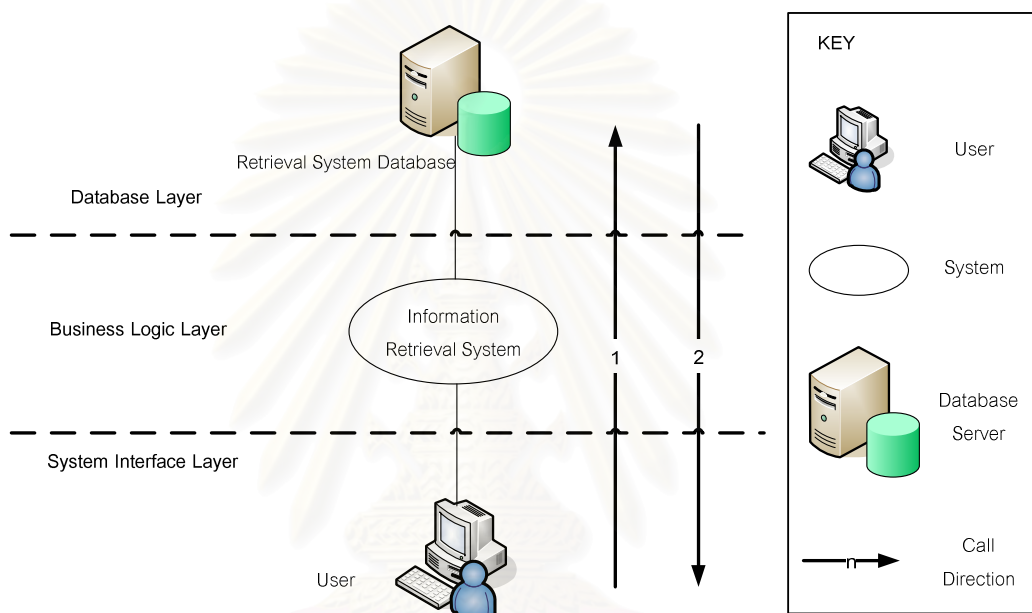 Retrieval System Database
Database Layer
Business Logic Layer
Information
Retrieval System
1
2
System Interface Layer
User
KEY
User
System
Database
Server
n
Call
Direction